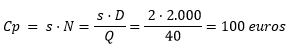 Cp = s · N = s · D / Q = 2 · 2.000 / 40 = 100 euros